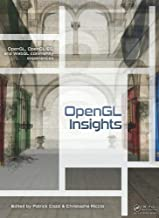 OpenGL, OpenGL ES,
and WebGL community
experiences
OpenGL
Insights
Edited by Patrick Cozzi & Christophe Riccio